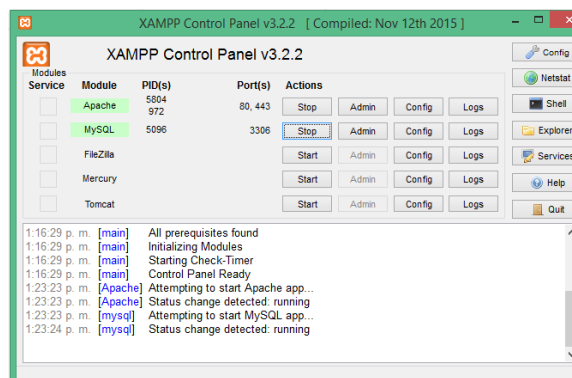 XAMPP Control Panel v3.2.2 [ Compiled: Nov 12th 2015 ]
XAMPP Control Panel v3.2.2
Config
Modules
Service Module PID(s) Port(s) Actions
Netstat
Apache 5804 972 80, 443 Stop Admin Config Logs
Shell
MySQL 5096 3306 Stop Admin Config Logs
Explorer
FileZilla Start Admin Config Logs
Services
Mercury Start Admin Config Logs
Help
Tomcat Start Admin Config Logs
Quit
1:16:29 p. m. [main] All prerequisites found
1:16:29 p. m. [main] Initializing Modules
1:16:29 p. m. [main] Starting Check-Timer
1:16:29 p. m. [main] Control Panel Ready
1:23:23 p. m. [Apache] Attempting to start Apache app...
1:23:23 p. m. [Apache] Status change detected: running
1:23:23 p. m. [mysql] Attempting to start MySQL app...
1:23:24 p. m. [mysql] Status change detected: running